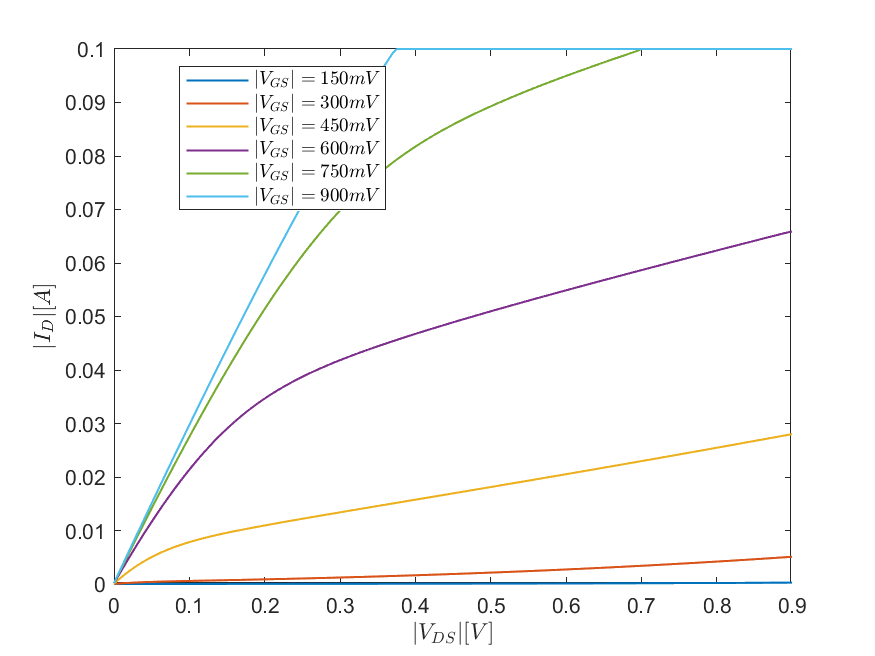 0.1
0.09
0.08
0.07
0.06
0.05
0.04
0.03
0.02
0.01
0
|I_D|[A]
|V_GS| = 150mV
|V_GS| = 300mV
|V_GS| = 450mV
|V_GS| = 600mV
|V_GS| = 750mV
|V_GS| = 900mV
0 0.1 0.2 0.3 0.4 0.5 0.6 0.7 0.8 0.9
|V_DS|[V]